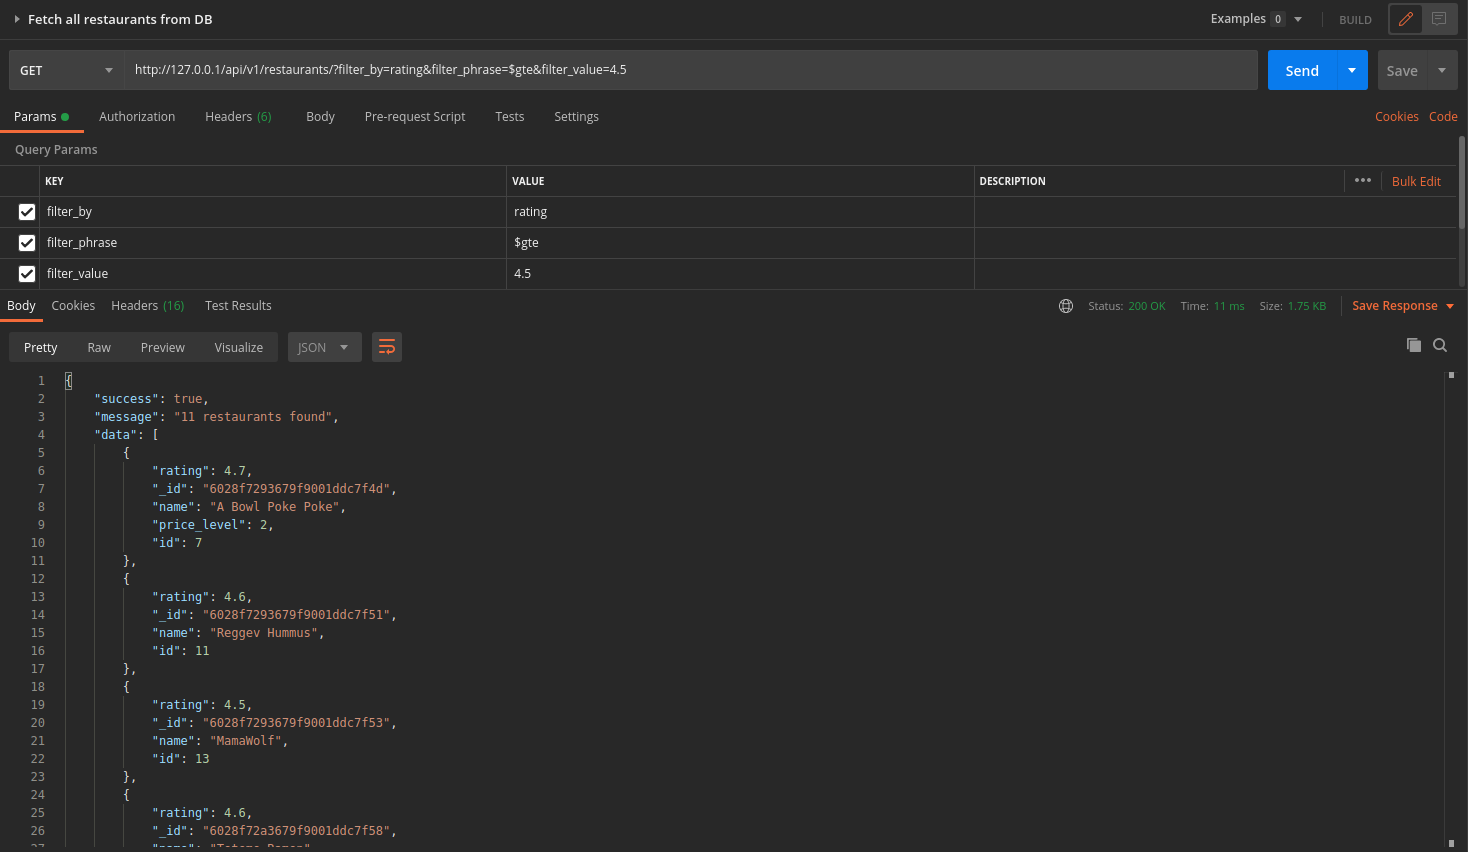 Fetch all restaurants from DB
Examples 0 BUILD
GET http://127.0.0.1/api/v1/restaurants/?filter_by=rating&filter_phrase=$gte&filter_value=4.5 Send Save
Params Authorization Headers (6) Body Pre-request Script Tests Settings Cookies Code
Query Params
KEY VALUE DESCRIPTION ••• Bulk Edit
filter_by rating
filter_phrase $gte
filter_value 4.5
Body Cookies Headers (16) Test Results Status: 200 OK Time: 11 ms Size: 1.75 KB Save Response
Pretty Raw Preview Visualize JSON
1 {
2 "success": true,
3 "message": "11 restaurants found",
4 "data": [
5 {
6 "rating": 4.7,
7 "_id": "6028f7293679f9001ddc7f4d",
8 "name": "A Bowl Poke Poke",
9 "price_level": 2,
10 "id": 7
11 },
12 {
13 "rating": 4.6,
14 "_id": "6028f7293679f9001ddc7f51",
15 "name": "Reggev Hummus",
16 "id": 11
17 },
18 {
19 "rating": 4.5,
20 "_id": "6028f7293679f9001ddc7f53",
21 "name": "MamaWolf",
22 "id": 13
23 },
24 {
25 "rating": 4.6,
26 "_id": "6028f72a3679f9001ddc7f58",
27 "name":